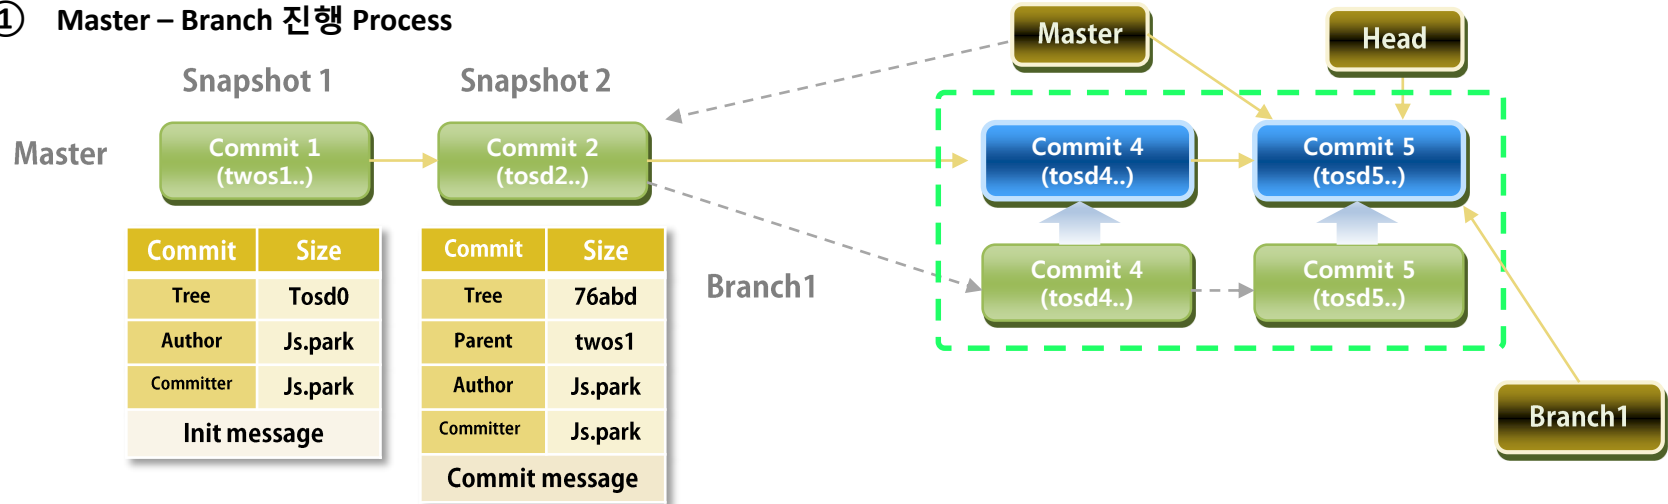 ① Master – Branch 진행 Process
Snapshot 1
Snapshot 2
Master
Head
Master
Commit 1
(twos1..)
Commit 2
(tosd2..)
Commit 4
(tosd4..)
Commit 5
(tosd5..)
Branch1
Commit 4
(tosd4..)
Commit 5
(tosd5..)
Branch1
Commit Size
Tree Tosd0
Author Js.park
Committer Js.park
Init message
Commit Size
Tree 76abd
Parent twos1
Author Js.park
Committer Js.park
Commit message